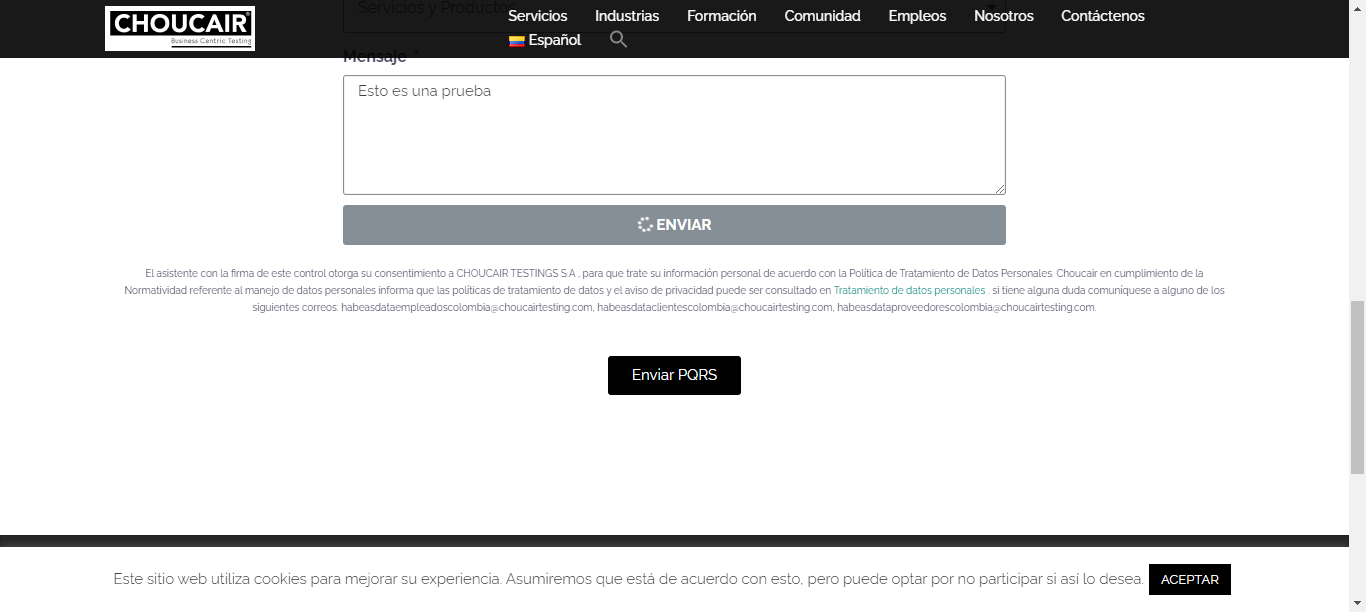 CHOUCAIR
Business Centric Testing
Servicios Industrias Formación Comunidad Empleos Nosotros Contáctenos
Español
Servicios y Productos
Mensaje *
Esto es una prueba
ENVIAR
El asistente con la firma de este control otorga su consentimiento a CHOUCAIR TESTINGS S.A , para que trate su información personal de acuerdo con la Política de Tratamiento de Datos Personales. Choucair en cumplimiento de la
Normatividad referente al manejo de datos personales informa que las políticas de tratamiento de datos y el aviso de privacidad puede ser consultado en Tratamiento de datos personales . si tiene alguna duda comuníquese a alguno de los
siguientes correos: habeasdataempleadoscolombia@choucairtesting.com, habeasdataclientescolombia@choucairtesting.com, habeasdataproveedorescolombia@choucairtesting.com.
Enviar PQRS
Este sitio web utiliza cookies para mejorar su experiencia. Asumiremos que está de acuerdo con esto, pero puede optar por no participar si así lo desea. ACEPTAR